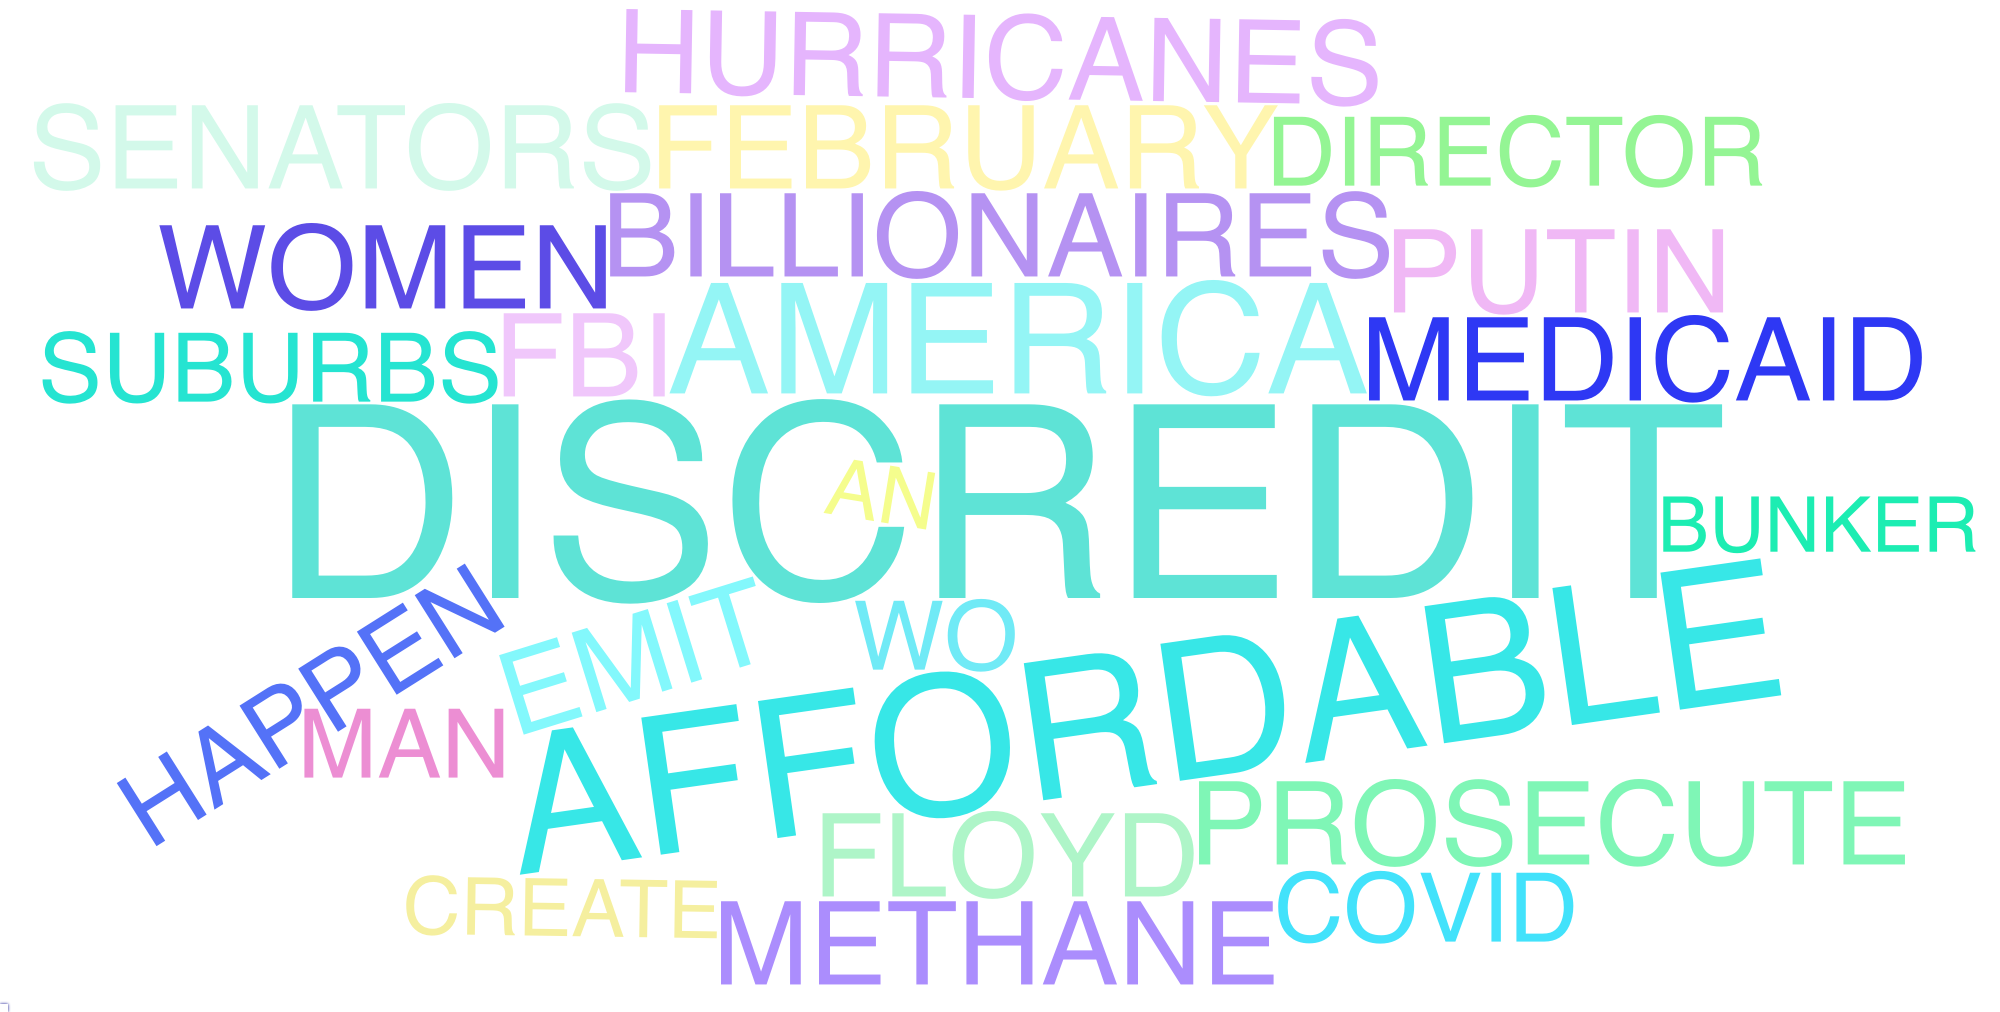 HURRICANES
SENATORS FEBRUARY DIRECTOR
WOMEN BILLIONAIRES PUTIN
SUBURBS FBI AMERICA MEDICAID
DISCREDIT
AN
BUNKER
HAPPEN EMIT WO
MAN AFFORDABLE
FLOYD PROSECUTE
CREATE METHANE COVID